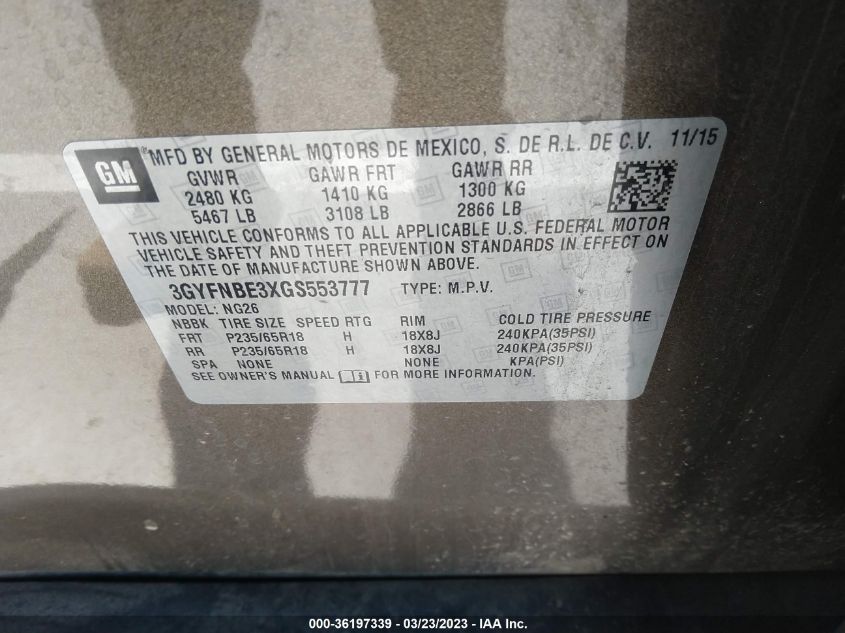 GM ® MFD BY GENERAL MOTORS DE MEXICO, S. DE R.L. DE C.V. 11/15
GVWR GAWR FRT GAWR RR
2480 KG 1410 KG 1300 KG
5467 LB 3108 LB 2866 LB
THIS VEHICLE CONFORMS TO ALL APPLICABLE U.S. FEDERAL MOTOR
VEHICLE SAFETY AND THEFT PREVENTION STANDARDS IN EFFECT ON
THE DATE OF MANUFACTURE SHOWN ABOVE.
3GYFNBE3XGS553777 TYPE: M.P.V.
MODEL: NG26
NBBK TIRE SIZE SPEED RTG RIM COLD TIRE PRESSURE
FRT P235/65R18 H 18X8J 240KPA(35PSI)
RR P235/65R18 H 18X8J 240KPA(35PSI)
SPA NONE NONE KPA(PSI)
SEE OWNER'S MANUAL FOR MORE INFORMATION.
000-36197339 - 03/23/2023 - IAA Inc.